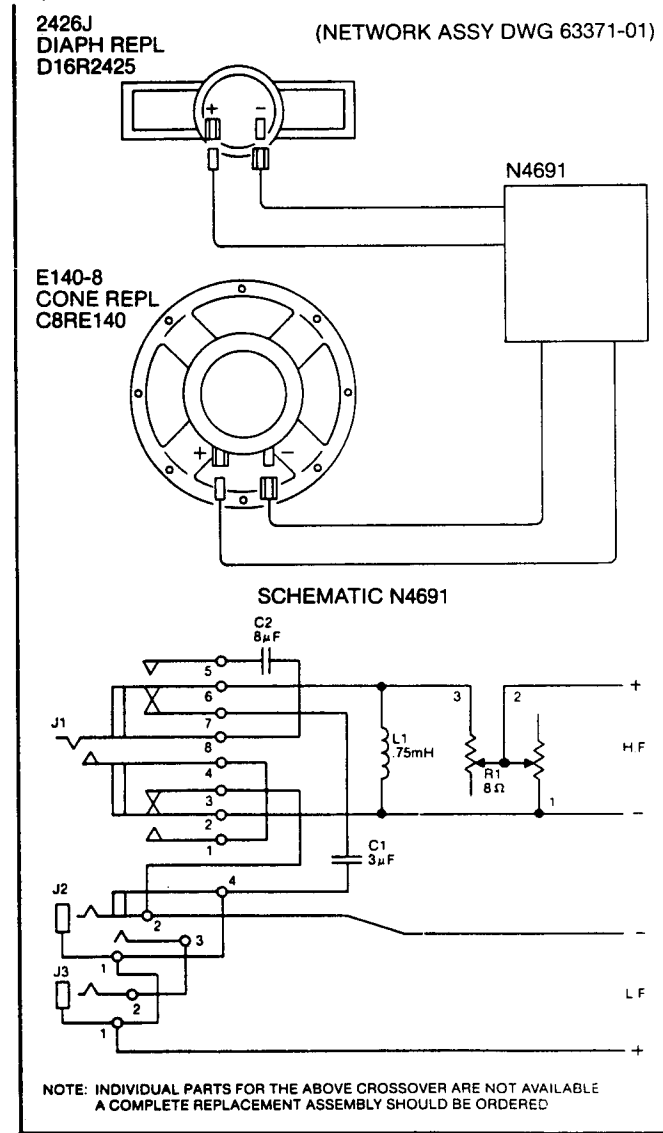 2426J
DIAPH REPL
D16R2425
(NETWORK ASSY DWG 63371-01)
+ −
N4691
E140-8
CONE REPL
C8RE140
+ −
SCHEMATIC N4691
C2
8µF
5
6
7
8
4
3
2
1
J1
L1
.75mH
3
2
R1
8Ω
1
+
HF
−
C1
3µF
4
J2
2
3
1
J3
2
1
−
LF
+
NOTE: INDIVIDUAL PARTS FOR THE ABOVE CROSSOVER ARE NOT AVAILABLE
A COMPLETE REPLACEMENT ASSEMBLY SHOULD BE ORDERED